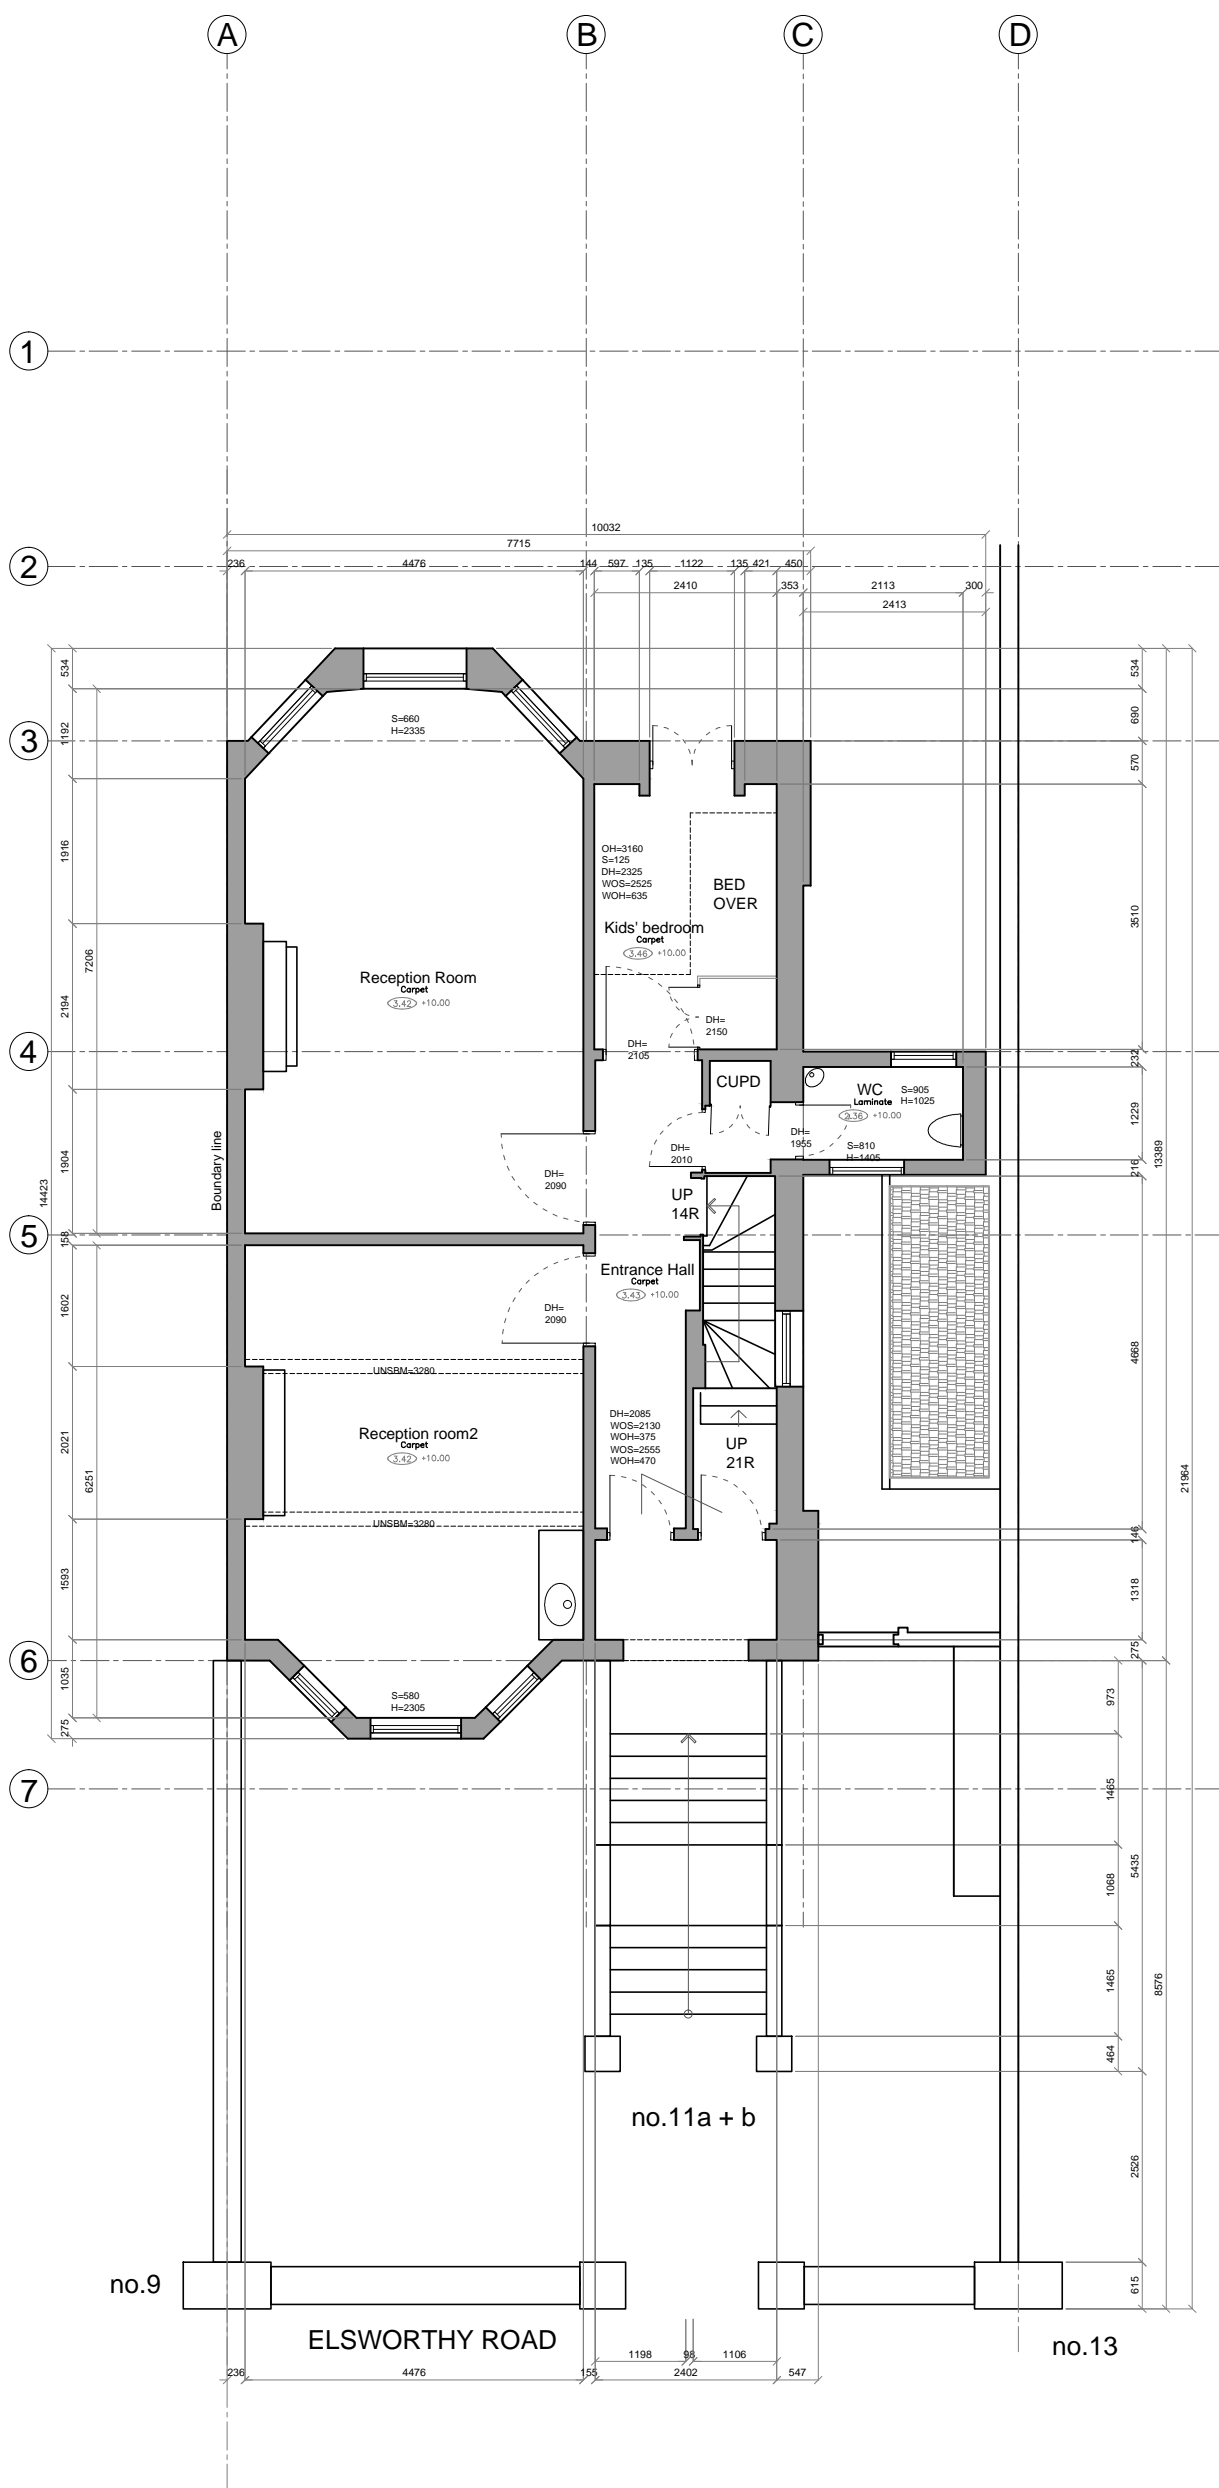 A
B
C
D
1
10032
7715
2
236
4476
144
597
135
1122
135
421
450
2410
353
2113
300
2413
534
534
S=660
H=2335
690
1192
3
570
1916
OH=3160
S=125
DH=2325
WOS=2525
WOH=635
BED
OVER
3510
Kids' bedroom
Carpet
3.46 +10.00
7206
Reception Room
Carpet
3.42 +10.00
2194
DH=
2150
DH=
2105
4
232
CUPD
WC
Laminate
2.36 +10.00
S=905
H=1025
1229
1904
DH=
1955
S=810
H=1405
DH=
2010
13389
Boundary line
DH=
2090
216
14423
UP
14R
5
158
Entrance Hall
Carpet
3.43 +10.00
1602
DH=
2090
4668
UNSBM=3280
DH=2085
WOS=2130
WOH=375
WOS=2555
WOH=470
Reception room2
Carpet
3.42 +10.00
2021
UP
21R
6251
21964
UNSBM=3280
146
1593
1318
6
275
1035
S=580
H=2305
973
275
7
1465
5435
1068
8576
1465
464
no.11a + b
2526
no.9
615
ELSWORTHY ROAD
no.13
1198
98
1106
236
4476
155
2402
547